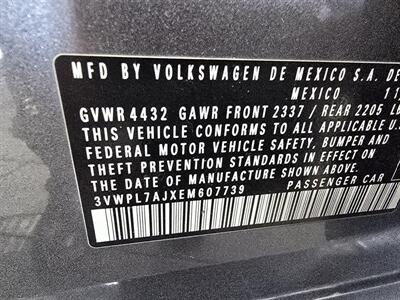 MFD BY VOLKSWAGEN DE MEXICO S.A. DE
MEXICO 11
GVWR 4432 GAWR FRONT 2337 / REAR 2205 LB
THIS VEHICLE CONFORMS TO ALL APPLICABLE U.S
FEDERAL MOTOR VEHICLE SAFETY, BUMPER AND
THEFT PREVENTION STANDARDS IN EFFECT ON
THE DATE OF MANUFACTURE SHOWN ABOVE.
3VWPL7AJXEM607739 PASSENGER CAR